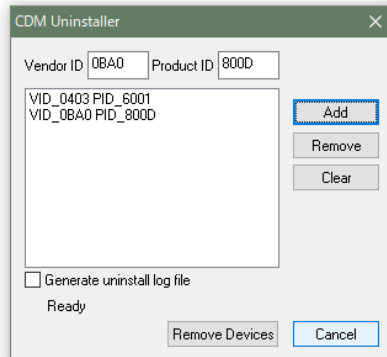 CDM Uninstaller
Vendor ID 0BA0 Product ID 800D
VID_0403 PID_6001
VID_0BA0 PID_800D
Add
Remove
Clear
Generate uninstall log file
Ready
Remove Devices Cancel